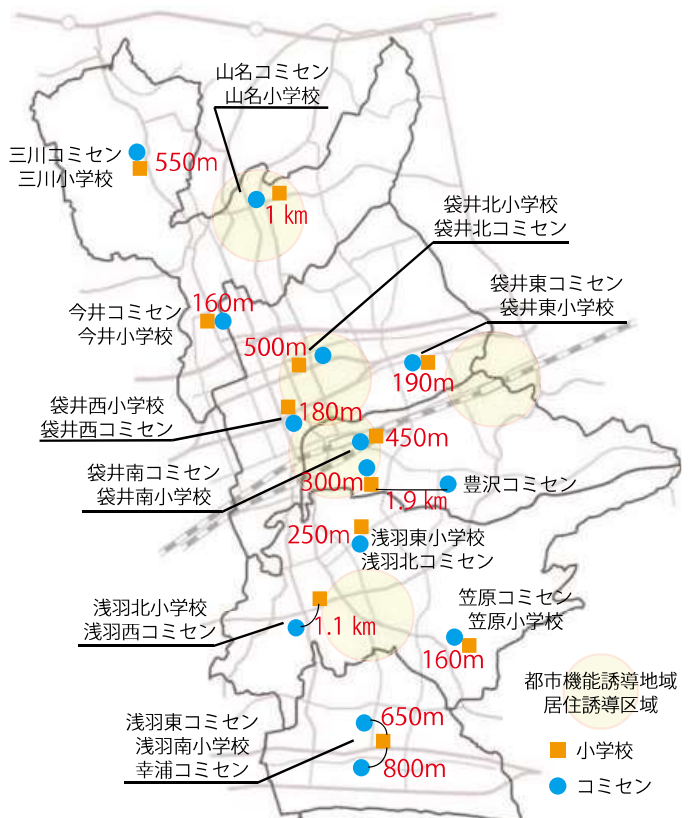 山名コミセン
山名小学校
三川コミセン
三川小学校
550m
1 km
袋井北小学校
袋井北コミセン
袋井東コミセン
袋井東小学校
今井コミセン
今井小学校
160m
500m
190m
袋井西小学校
袋井西コミセン
180m
450m
袋井南コミセン
袋井南小学校
300m
1.9 km
豊沢コミセン
250m
浅羽東小学校
浅羽北コミセン
浅羽北小学校
浅羽西コミセン
1.1 km
笠原コミセン
笠原小学校
160m
都市機能誘導地域
居住誘導区域
浅羽東コミセン
浅羽南小学校
幸浦コミセン
650m
800m
小学校
コミセン